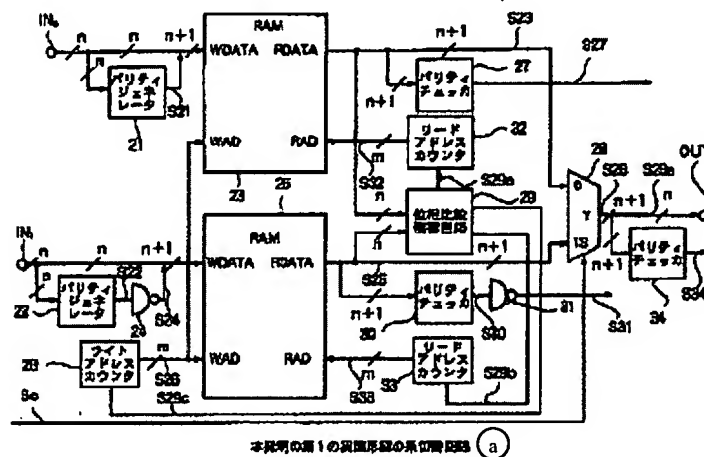 IN₀
n
n
n+1
n
パリティ
ジェネ
レータ
S21
21
RAM
WDATA
RDATA
WAD
RAD
23
n+1
S23
n+1
パリティ
チェッカ
27
S27
リード
アドレス
カウンタ
32
m
S32
S29a
n
n
位相比較
制御回路
29
28
0
Y
1S
S28
n+1
S29a
n
OUT
n+1
パリティ
チェッカ
34
S34
IN₁
n
n
n+1
n
パリティ
ジェネ
レータ
22
S22
S24
25
RAM
WDATA
RDATA
WAD
RAD
S25
n+1
n+1
パリティ
チェッカ
30
S30
31
S31
ライト
アドレス
カウンタ
m
S26
S29c
m
S33
リード
アドレス
カウンタ
S29b
本発明の第1の実施形態の系切替回路
a